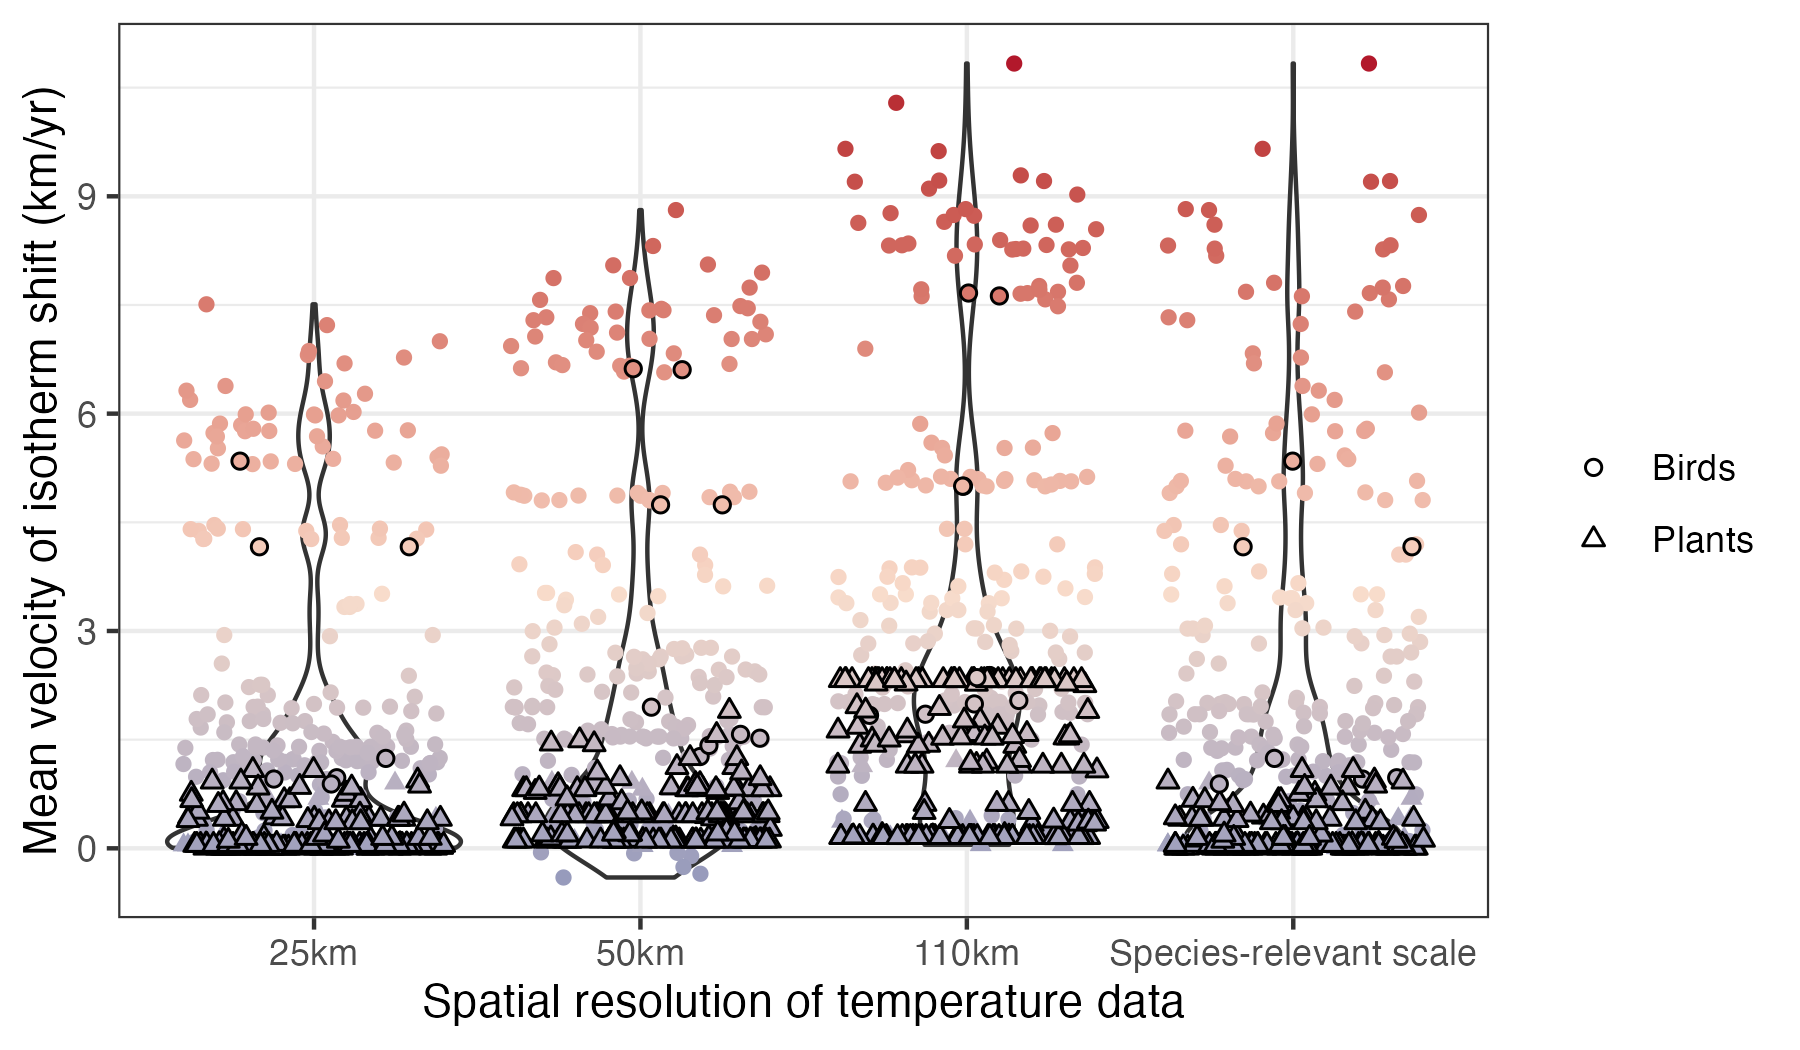 Mean velocity of isotherm shift (km/yr)
9
6
3
0
25km
50km
110km
Species-relevant scale
Spatial resolution of temperature data
Birds
Plants